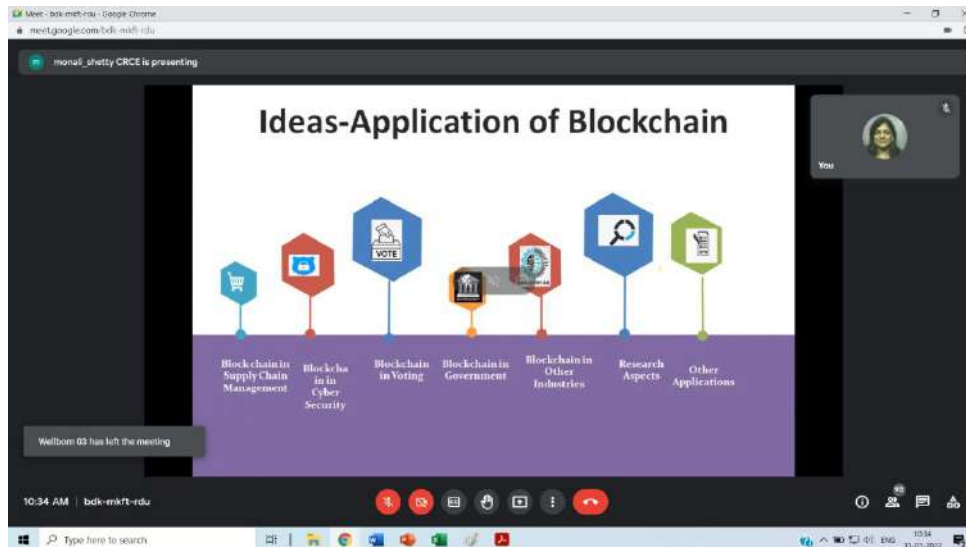 Meet - bdk-mkft-rdu - Google Chrome
meet.google.com/bdk-mkft-rdu
m monali_shetty CRCE is presenting
Ideas-Application of Blockchain
You
VOTE
Blockchain in
Supply Chain
Management
Blockcha
in in
Cyber
Security
Blockchain
in Voting
Blockchain in
Government
Blockchain in
Other
Industries
Research
Aspects
Other
Applications
Wellborn 03 has left the meeting
10:34 AM | bdk-mkft-rdu
Type here to search
ENG
10:34